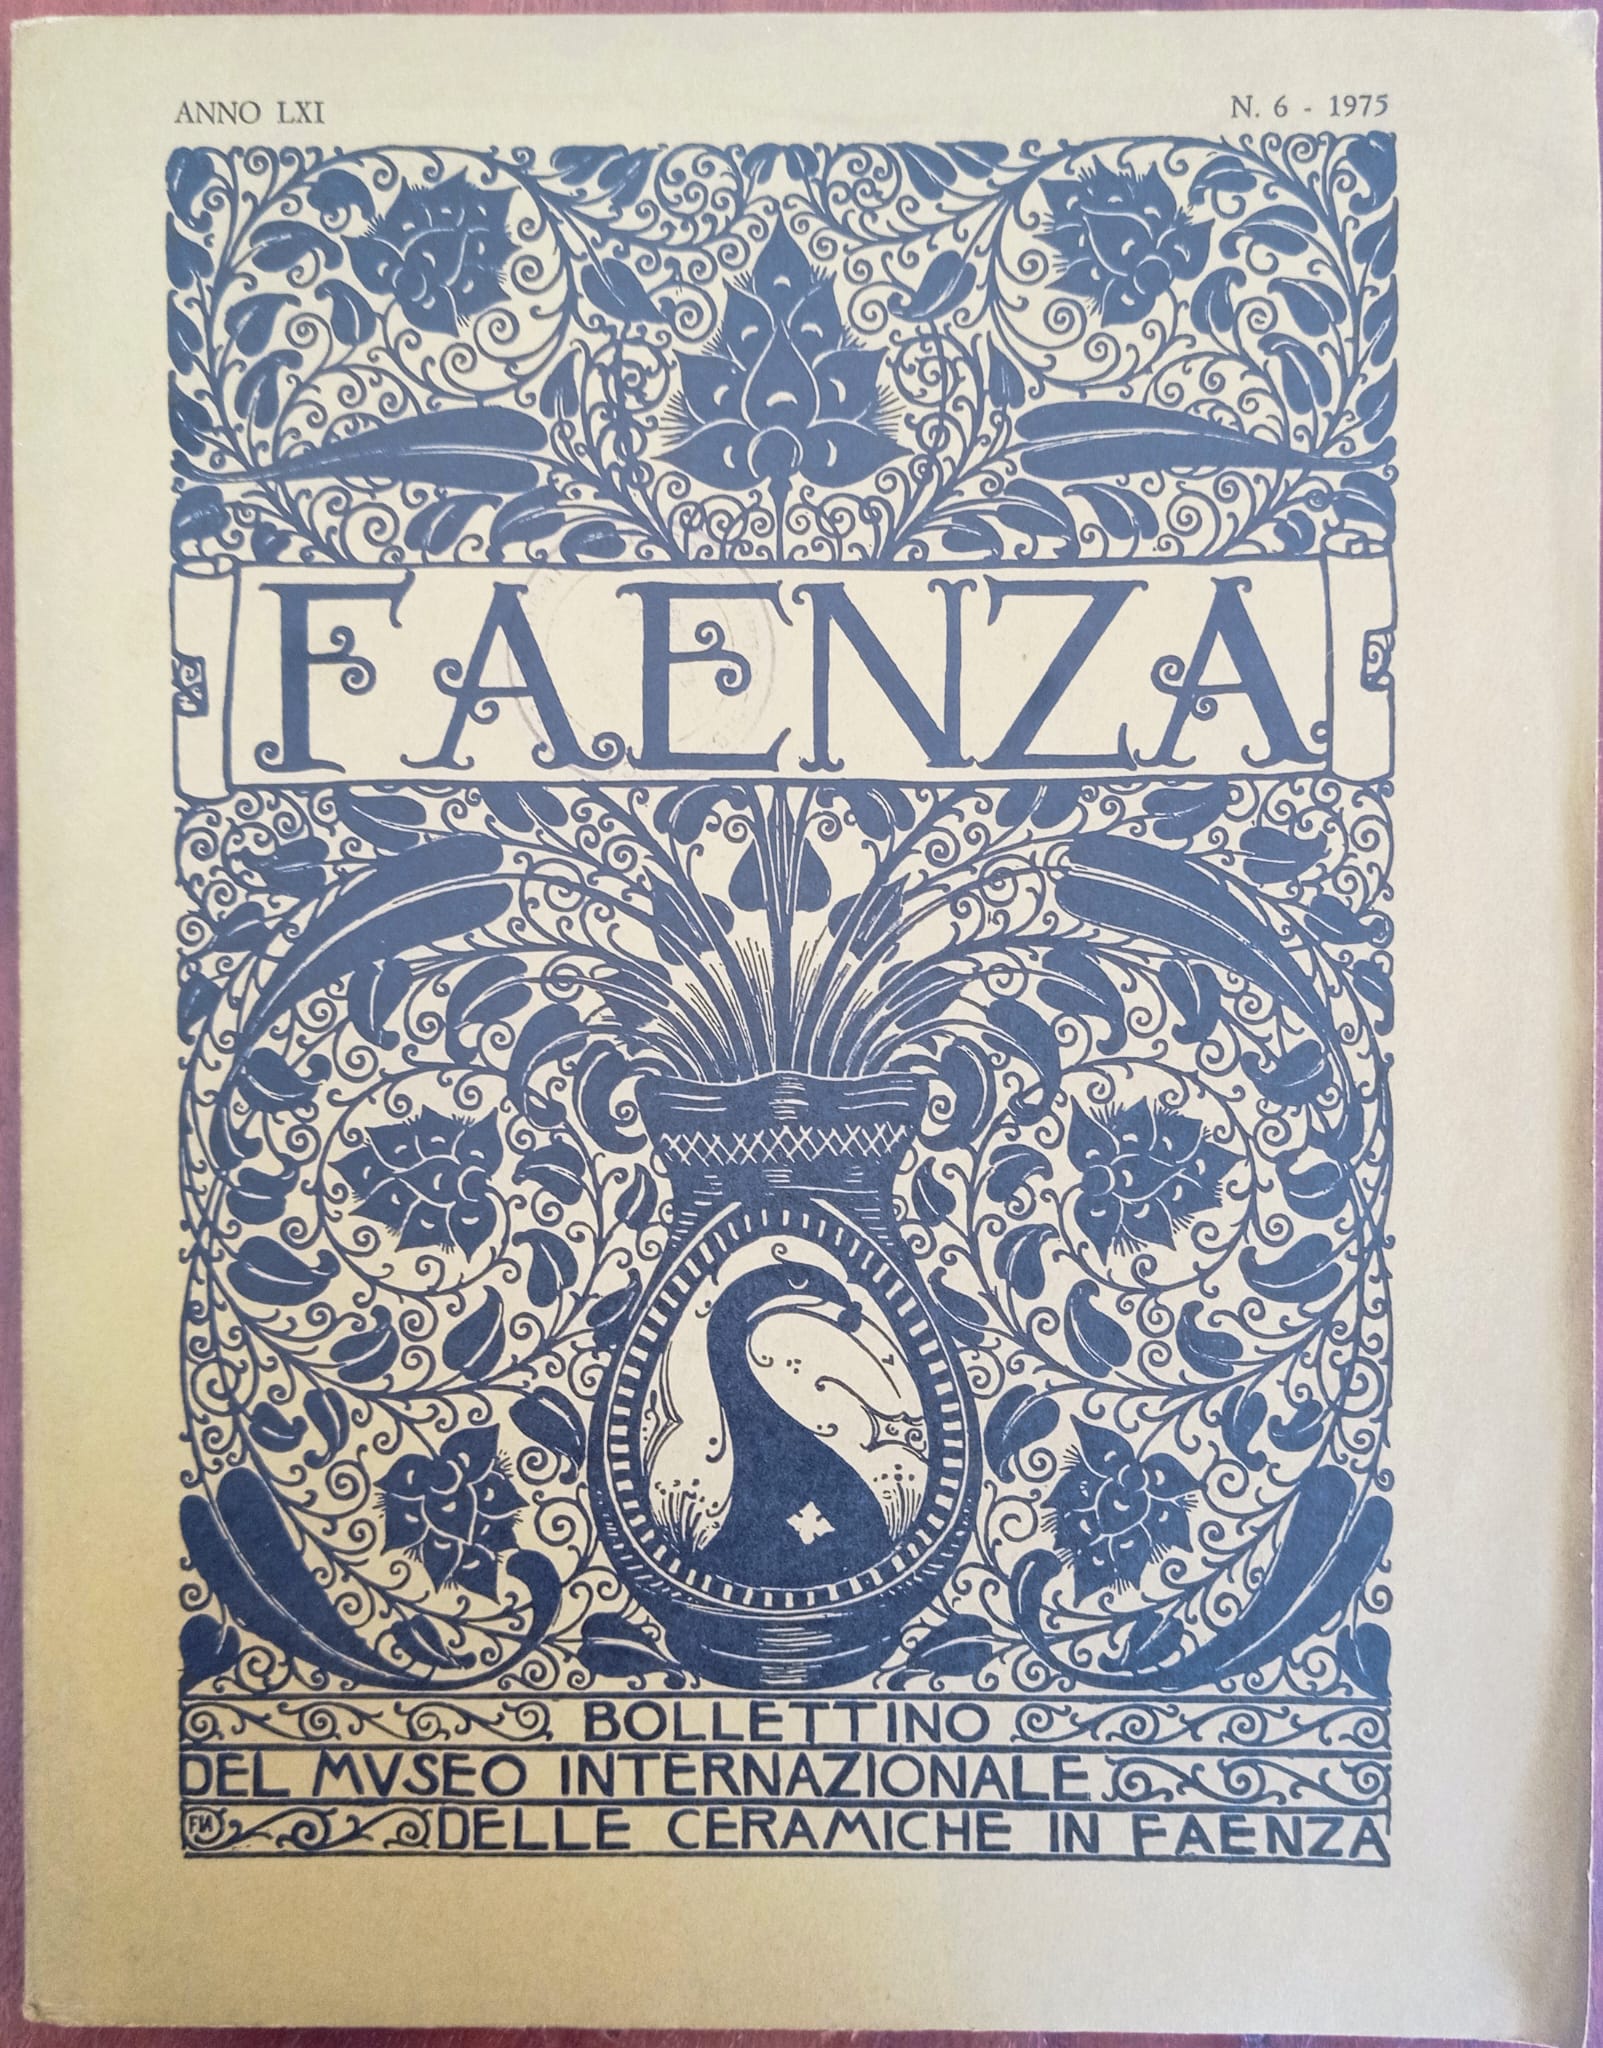 ANNO LXI
N. 6 - 1975
FAENZA
BOLLETTINO
DEL MVSEO INTERNAZIONALE
DELLE CERAMICHE IN FAENZA